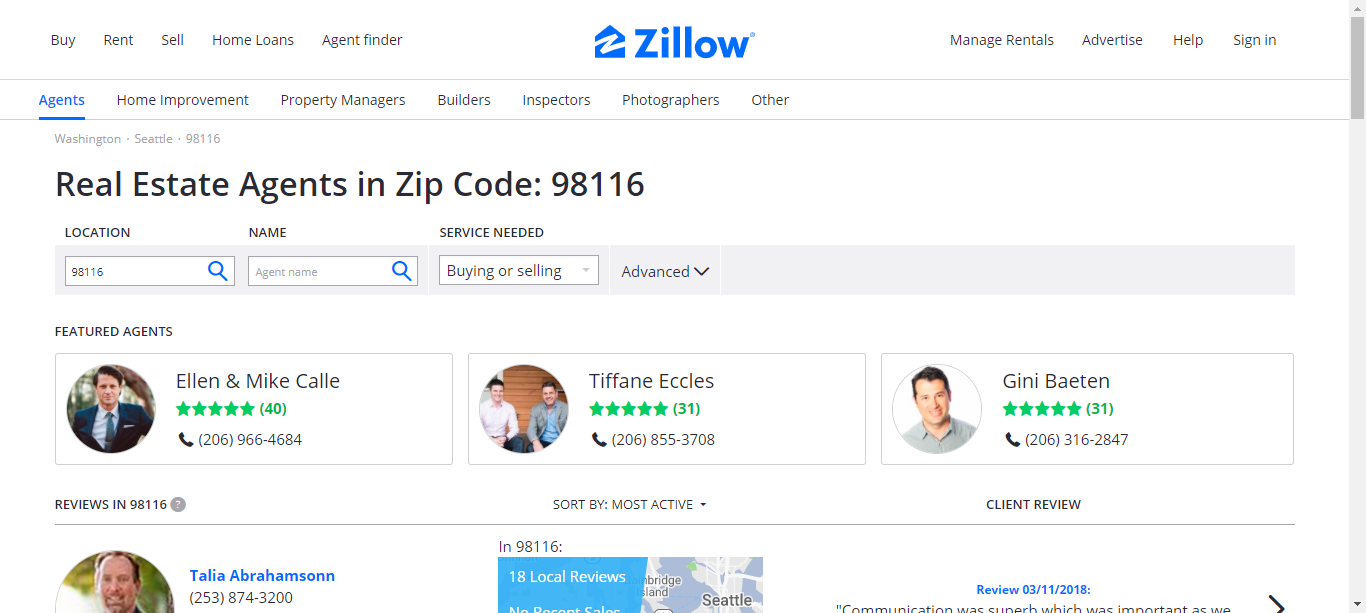 Buy Rent Sell Home Loans Agent finder Zillow® Manage Rentals Advertise Help Sign in
Agents Home Improvement Property Managers Builders Inspectors Photographers Other
Washington · Seattle · 98116
Real Estate Agents in Zip Code: 98116
LOCATION NAME SERVICE NEEDED
98116 Agent name Buying or selling Advanced
FEATURED AGENTS
Ellen & Mike Calle
(40)
(206) 966-4684
Tiffane Eccles
(31)
(206) 855-3708
Gini Baeten
(31)
(206) 316-2847
REVIEWS IN 98116 ? SORT BY: MOST ACTIVE CLIENT REVIEW
Talia Abrahamsonn
(253) 874-3200
In 98116:
18 Local Reviews
No Recent Sales
Seattle
Review 03/11/2018:
"Communication was superb which was important as we